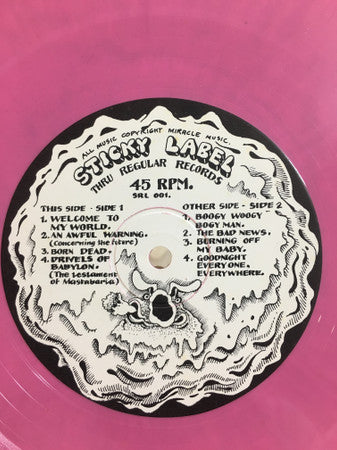 ALL MUSIC COPYRIGHT MIRACLE MUSIC.
STICKY LABEL
THRU REGULAR RECORDS
45 RPM.
SRL 001.
THIS SIDE - SIDE 1
1. WELCOME TO
MY WORLD.
2. AN AWFUL WARNING.
(Concerning the future)
3. BORN DEAD.
4. DRIVELS OF
BABYLON.
(The testament
of Mastabaria)
OTHER SIDE - SIDE 2
1. BOOGY WOOGY
BOGY MAN.
2. THE BAD NEWS.
3. BURNING OFF
MY BABY.
4. GOODNIGHT
EVERYONE
EVERYWHERE.